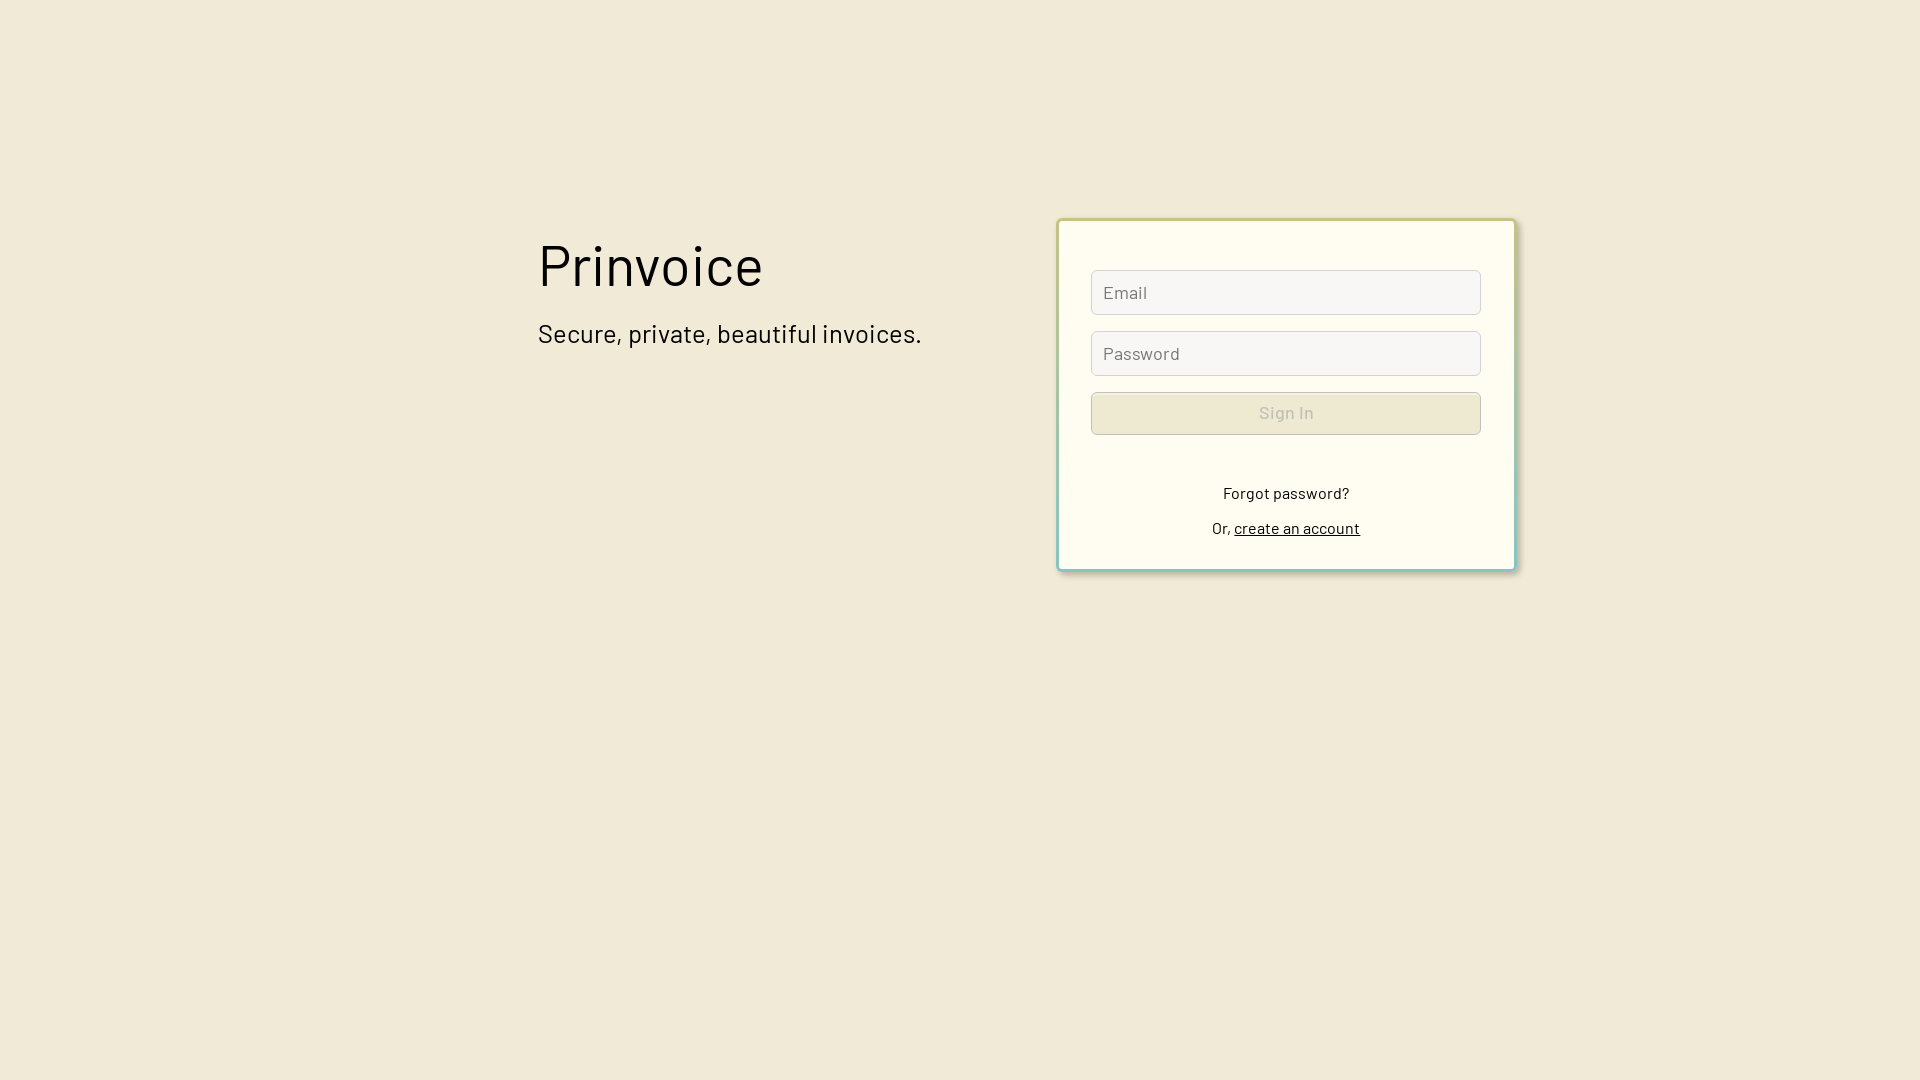 Prinvoice
Secure, private, beautiful invoices.
Email
Password
Sign In
Forgot password?
Or, create an account